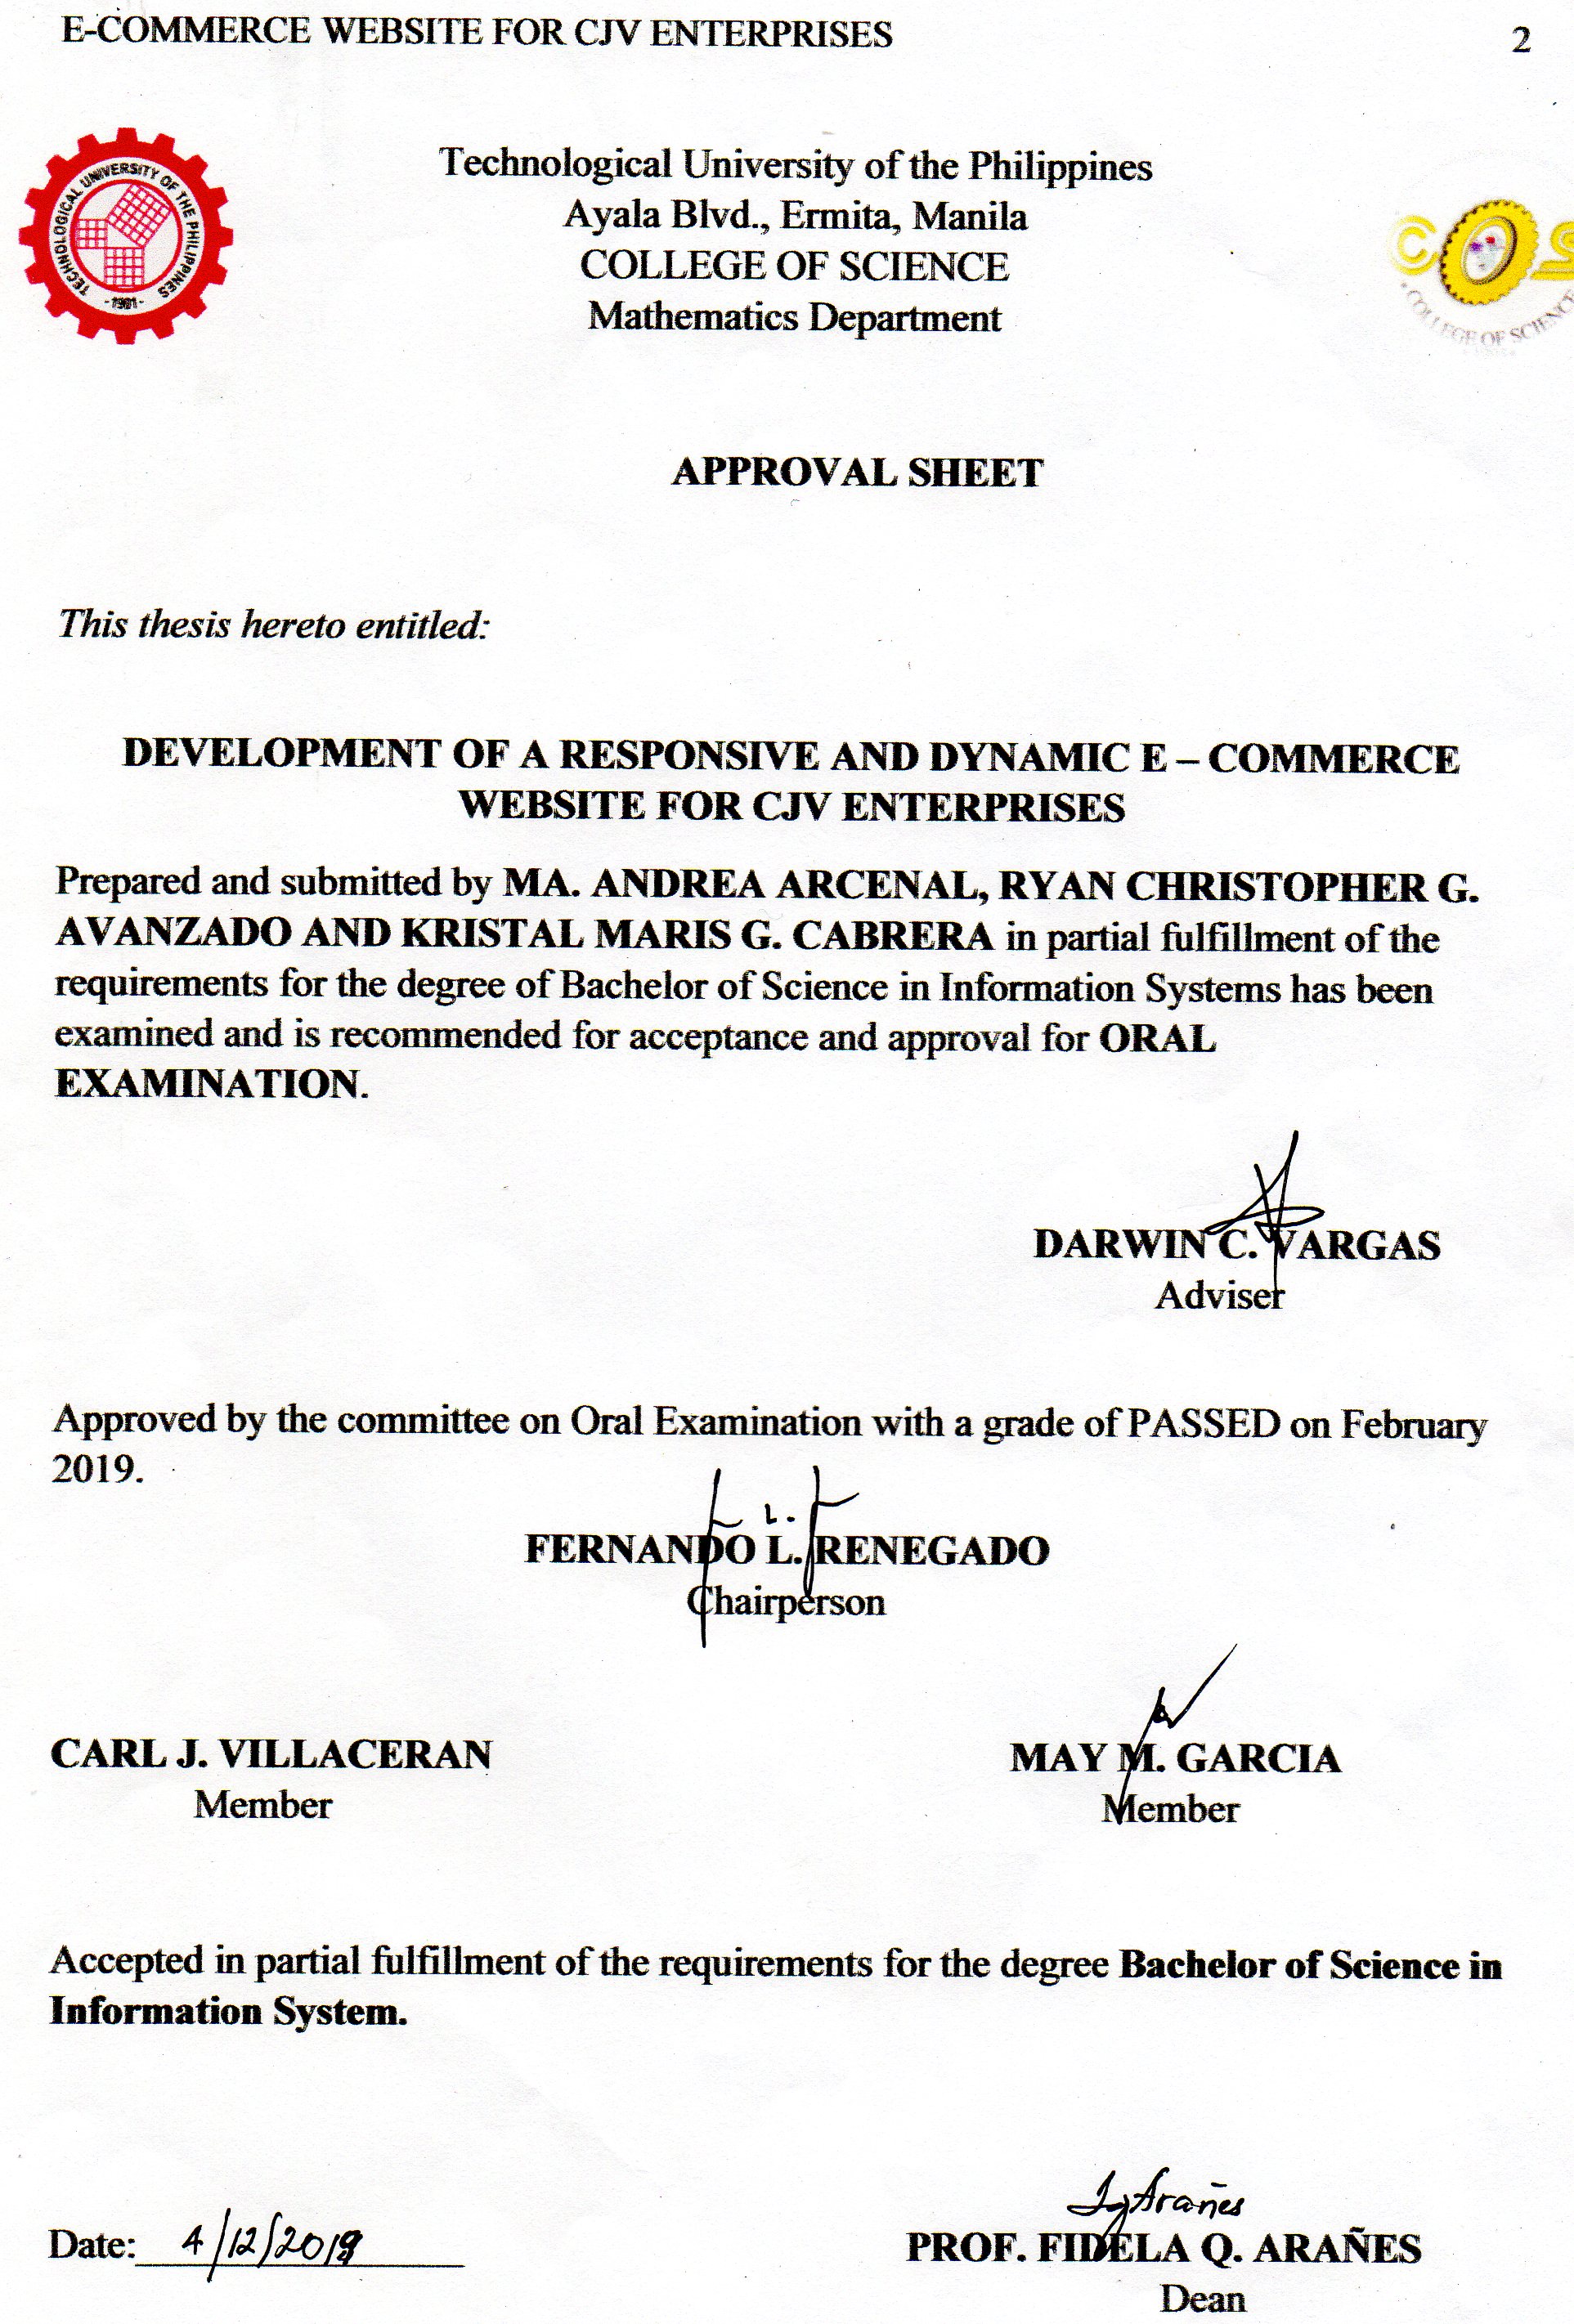 E-COMMERCE WEBSITE FOR CJV ENTERPRISES
2
TECHNOLOGICAL UNIVERSITY OF THE PHILIPPINES
- 1901 -
Technological University of the Philippines
Ayala Blvd., Ermita, Manila
COLLEGE OF SCIENCE
Mathematics Department
COS
COLLEGE OF SCIENCE
APPROVAL SHEET
This thesis hereto entitled:
DEVELOPMENT OF A RESPONSIVE AND DYNAMIC E – COMMERCE
WEBSITE FOR CJV ENTERPRISES
Prepared and submitted by MA. ANDREA ARCENAL, RYAN CHRISTOPHER G.
AVANZADO AND KRISTAL MARIS G. CABRERA in partial fulfillment of the
requirements for the degree of Bachelor of Science in Information Systems has been
examined and is recommended for acceptance and approval for ORAL
EXAMINATION.
DARWIN C. VARGAS
Adviser
Approved by the committee on Oral Examination with a grade of PASSED on February
2019.
FERNANDO L. RENEGADO
Chairperson
CARL J. VILLACERAN
Member
MAY M. GARCIA
Member
Accepted in partial fulfillment of the requirements for the degree Bachelor of Science in
Information System.
Date: 4/12/2019
Arañes
PROF. FIDELA Q. ARAÑES
Dean